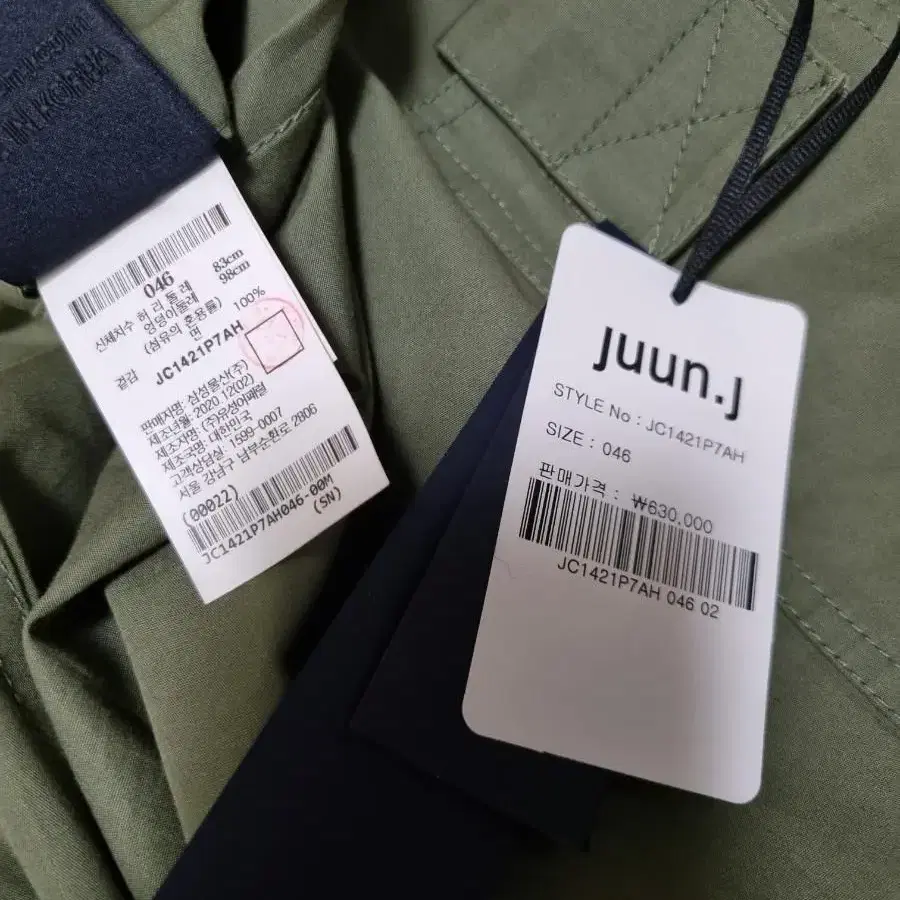 IN KOREA
046
신체치수 허리둘레 83cm
엉덩이둘레 98cm
(섬유의 혼용률)
겉감 면 100%
JC1421P7AH
판매자명: 삼성물산(주)
제조년월: 2020.12(02)
제조자명: (주)유성어패럴
제조국명: 대한민국
고객상담실: 1599-0007
서울 강남구 남부순환로 2806
(00022)
JC1421P7AH046-00M
(SN)
juun.j
STYLE No : JC1421P7AH
SIZE : 046
판매가격 : ₩630,000
JC1421P7AH 046 02